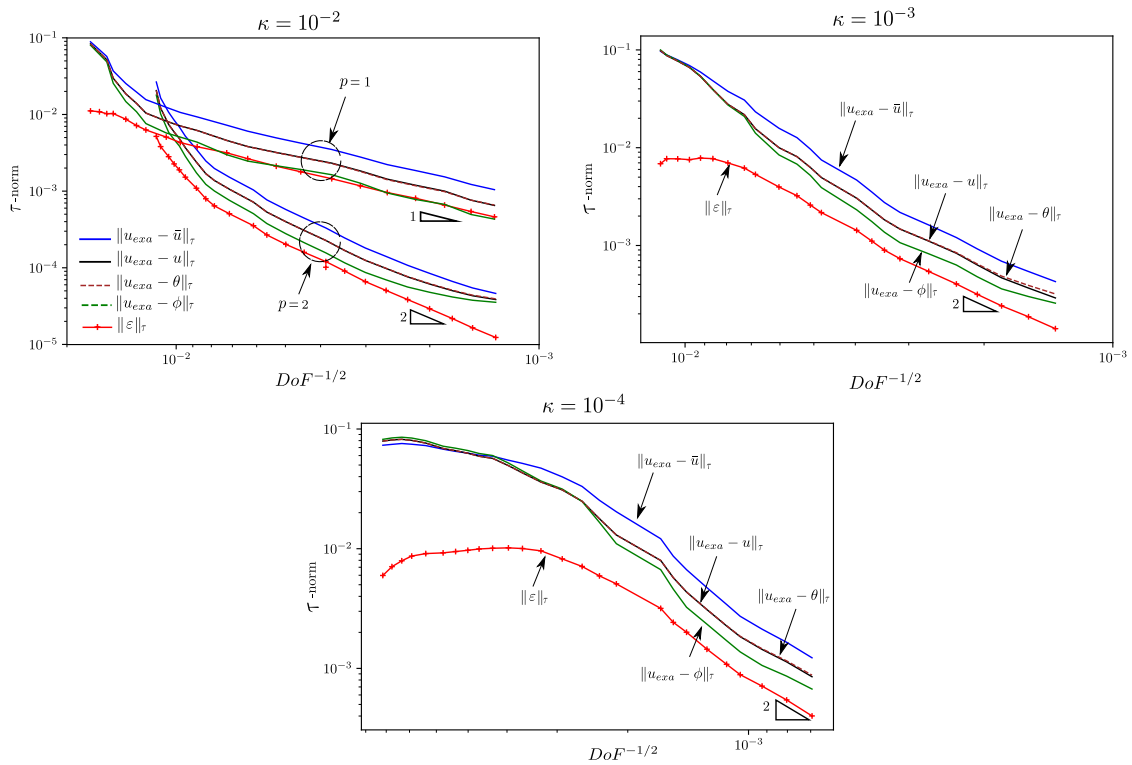 κ = 10⁻²
10⁻¹
10⁻²
10⁻³
10⁻⁴
10⁻⁵
τ-norm
p = 1
1
p = 2
2
‖u_exa − ū‖_τ
‖u_exa − u‖_τ
‖u_exa − θ‖_τ
‖u_exa − ϕ‖_τ
‖ε‖_τ
10⁻²
10⁻³
DoF^−1/2
κ = 10⁻³
10⁻¹
10⁻²
10⁻³
τ-norm
‖u_exa − ū‖_τ
‖u_exa − u‖_τ
‖u_exa − θ‖_τ
‖ε‖_τ
‖u_exa − ϕ‖_τ
2
10⁻²
10⁻³
DoF^−1/2
κ = 10⁻⁴
10⁻¹
10⁻²
10⁻³
τ-norm
‖u_exa − ū‖_τ
‖u_exa − u‖_τ
‖ε‖_τ
‖u_exa − θ‖_τ
‖u_exa − ϕ‖_τ
2
10⁻³
DoF^−1/2